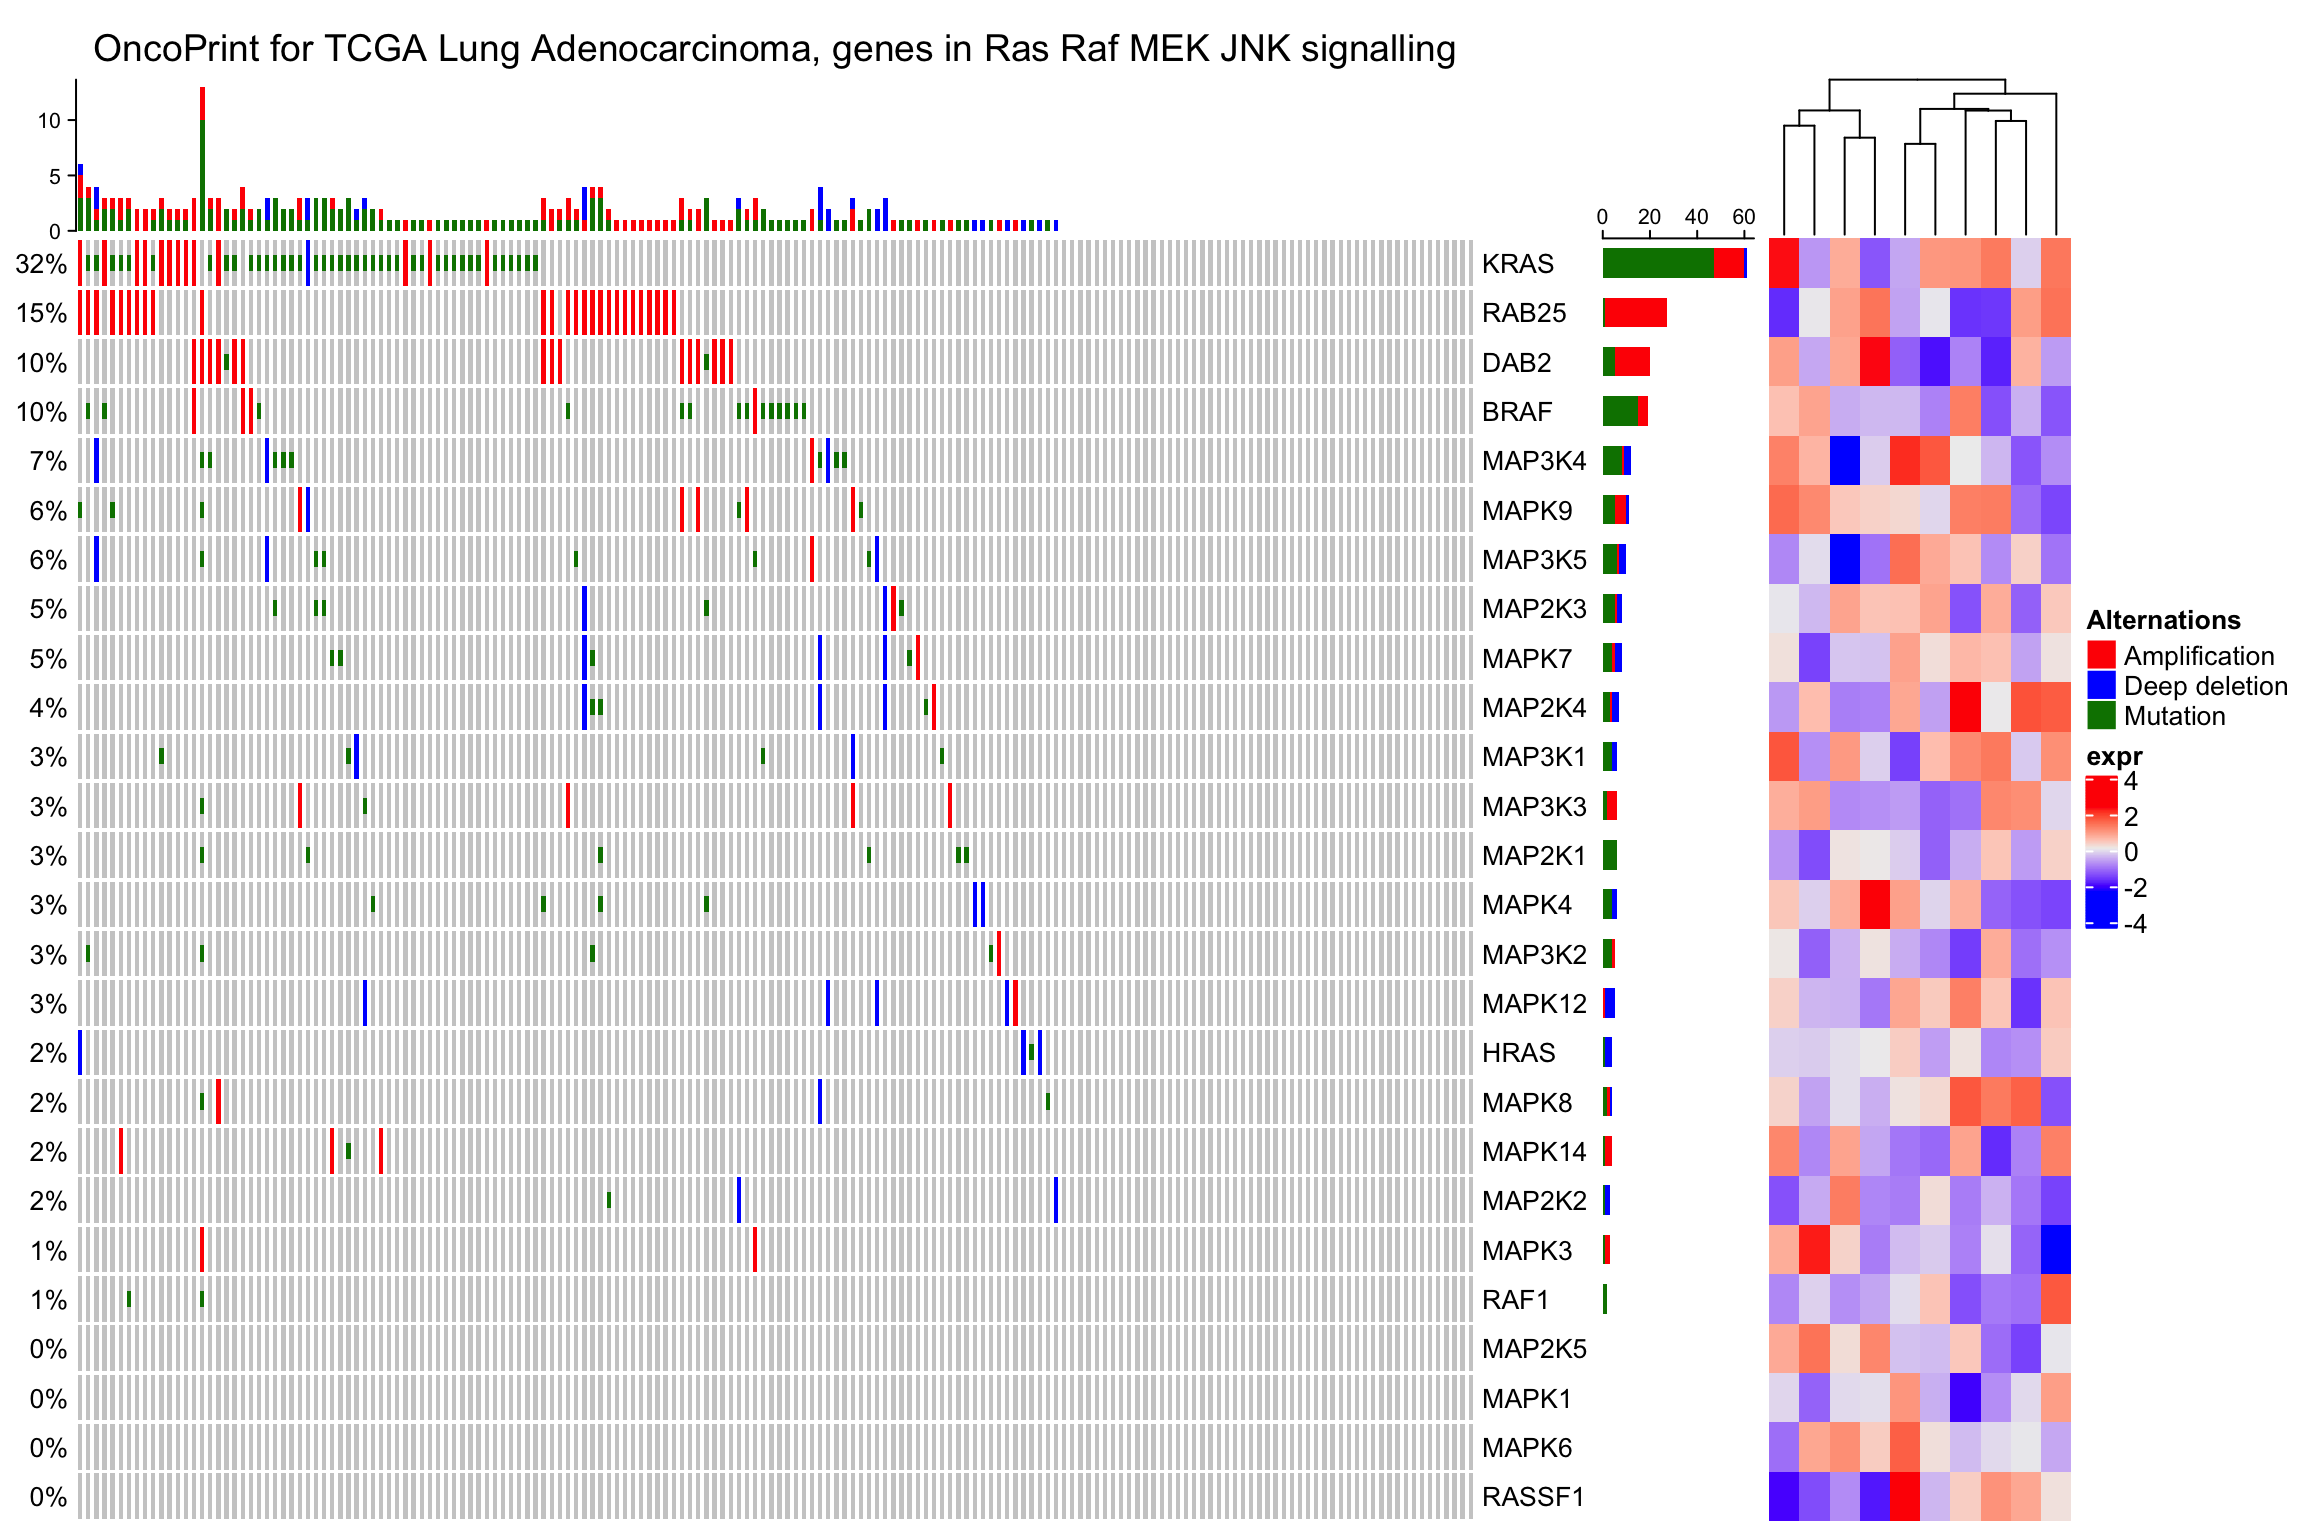 OncoPrint for TCGA Lung Adenocarcinoma, genes in Ras Raf MEK JNK signalling
10
5
0
0 20 40 60
32% KRAS
15% RAB25
10% DAB2
10% BRAF
7% MAP3K4
6% MAPK9
6% MAP3K5
5% MAP2K3
5% MAPK7
4% MAP2K4
3% MAP3K1
3% MAP3K3
3% MAP2K1
3% MAPK4
3% MAP3K2
3% MAPK12
2% HRAS
2% MAPK8
2% MAPK14
2% MAP2K2
1% MAPK3
1% RAF1
0% MAP2K5
0% MAPK1
0% MAPK6
0% RASSF1
Alternations
Amplification
Deep deletion
Mutation
expr
4
2
0
-2
-4